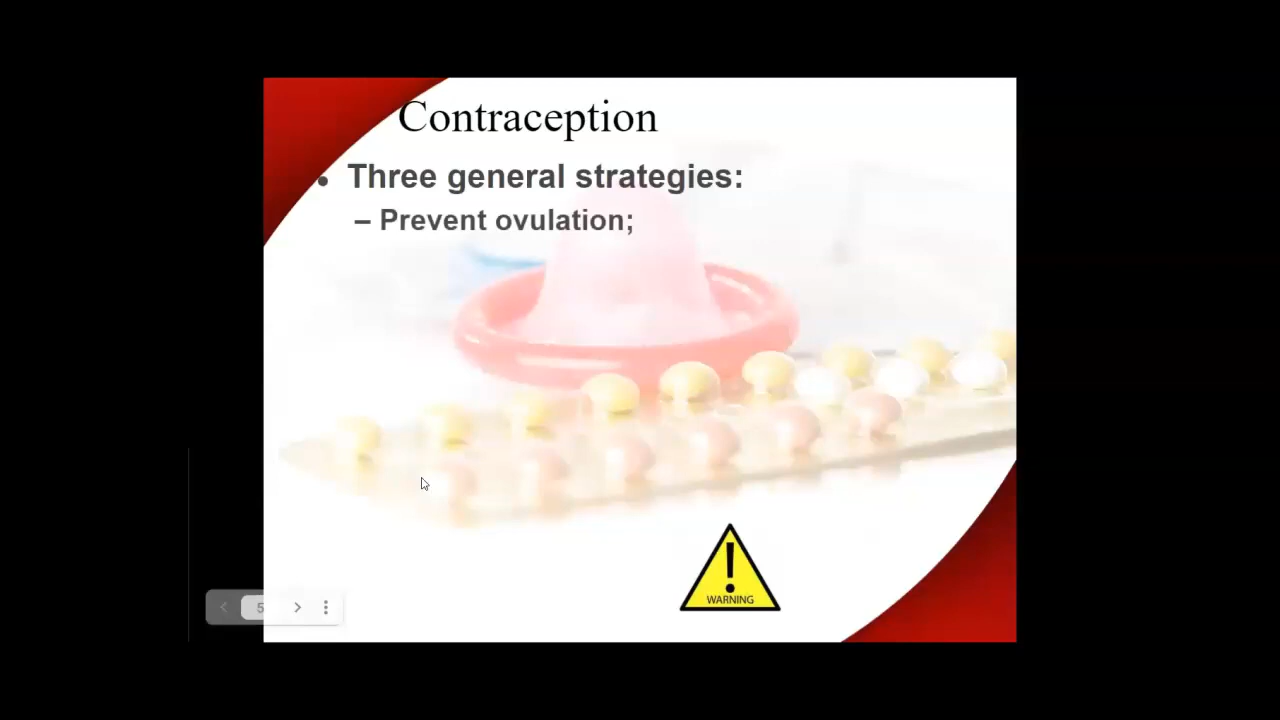 Contraception
• Three general strategies:
– Prevent ovulation;
WARNING
5